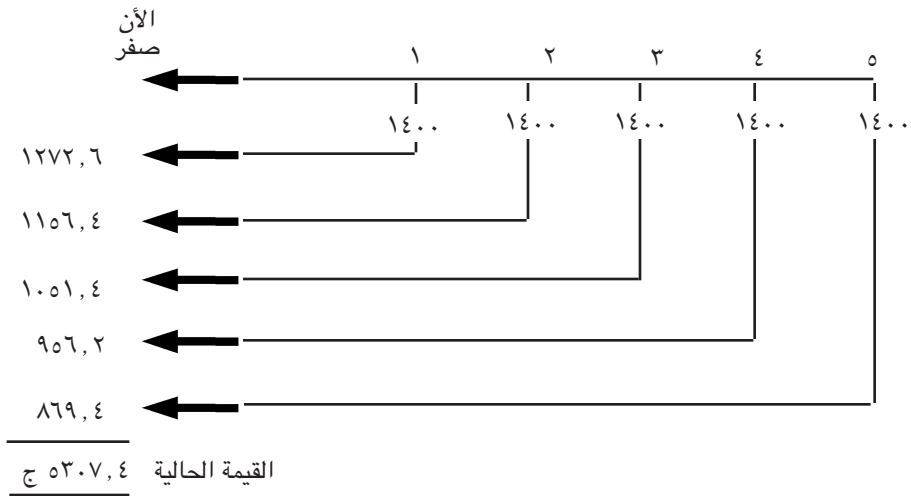 الأن
صفر
١ ٢ ٣ ٤ ٥
١٤٠٠ ١٤٠٠ ١٤٠٠ ١٤٠٠ ١٤٠٠
١٢٧٢,٦
١١٥٦,٤
١٠٥١,٤
٩٥٦,٢
٨٦٩,٤
القيمة الحالية ٥٣٠٧,٤ ج